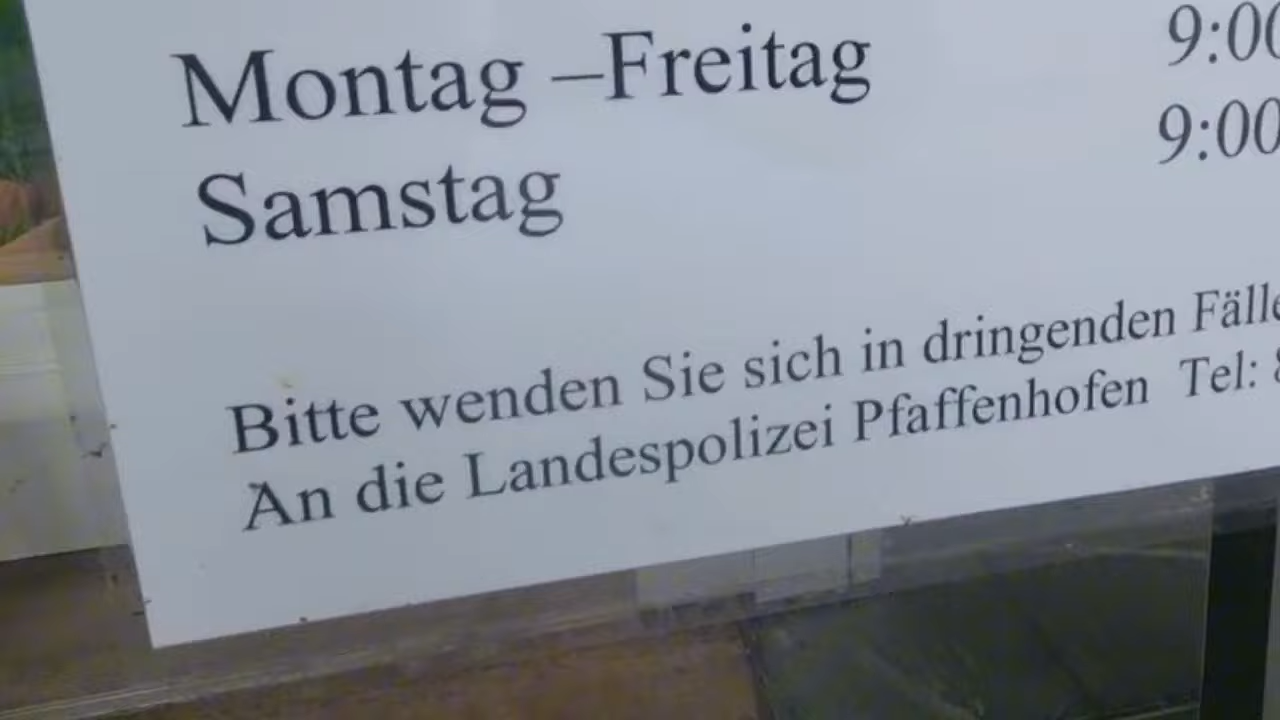 Montag –Freitag 9:00
Samstag 9:00
Bitte wenden Sie sich in dringenden Fälle
An die Landespolizei Pfaffenhofen Tel: